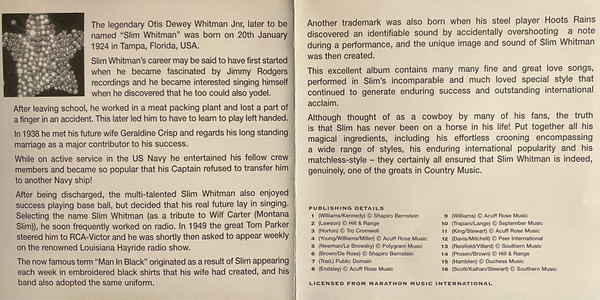 The legendary Otis Dewey Whitman Jnr, later to be
named “Slim Whitman” was born on 20th January
1924 in Tampa, Florida, USA.
Slim Whitman's career may be said to have first started
when he became fascinated by Jimmy Rodgers
recordings and he became interested singing himself
when he discovered that he too could also yodel.
After leaving school, he worked in a meat packing plant and lost a part of
a finger in an accident. This later led him to have to learn to play left handed.
In 1938 he met his future wife Geraldine Crisp and regards his long standing
marriage as a major contributor to his success.
While on active service in the US Navy he entertained his fellow crew
members and became so popular that his Captain refused to transfer him
to another Navy ship!
After being discharged, the multi-talented Slim Whitman also enjoyed
success playing base ball, but decided that his real future lay in singing.
Selecting the name Slim Whitman (as a tribute to Wilf Carter (Montana
Slim)), he soon frequently worked on radio. In 1949 the great Tom Parker
steered him to RCA-Victor and he was shortly then asked to appear weekly
on the renowned Louisiana Hayride radio show.
The now famous term “Man In Black” originated as a result of Slim appearing
each week in embroidered black shirts that his wife had created, and his
band also adopted the same uniform.
Another trademark was also born when his steel player Hoots Rains
discovered an identifiable sound by accidentally overshooting a note
during a performance, and the unique image and sound of Slim Whitman
was then created.
This excellent album contains many many fine and great love songs,
performed in Slim's incomparable and much loved special style that
continued to generate enduring success and outstanding international
acclaim.
Although thought of as a cowboy by many of his fans, the truth
is that Slim has never been on a horse in his life! Put together all his
magical ingredients, including his effortless crooning encompassing
a wide range of styles, his enduring international popularity and his
matchless-style – they certainly all ensured that Slim Whitman is indeed,
genuinely, one of the greats in Country Music.
PUBLISHING DETAILS
1 (Williams/Kennedy) © Shapiro Bernstein
2 (Lawson) © Hill & Range
3 (Horton) © Tro Cromwell
4 (Young/Williams/Miller) © Acuff Rose Music
5 (Newman/Le Browsky) © Polygram Music
6 (Brown/De Rose) © Shapiro Bernstein
7 (Trad.) Public Domain
8 (Endsley) © Acuff Rose Music
9 (Williams) © Acuff Rose Music
10 (Trapani/Lange) © September Music
11 (King/Stewart) © Acuff Rose Music
12 (Davis/Mitchell) © Peer International
13 (Reisfeld/Villard) © Southern Music
14 (Prosen/Brown) © Hill & Range
15 (Hamblen) © Duchess Music
16 (Scott/Kaihan/Stewart) © Southern Music
LICENSED FROM MARATHON MUSIC INTERNATIONAL